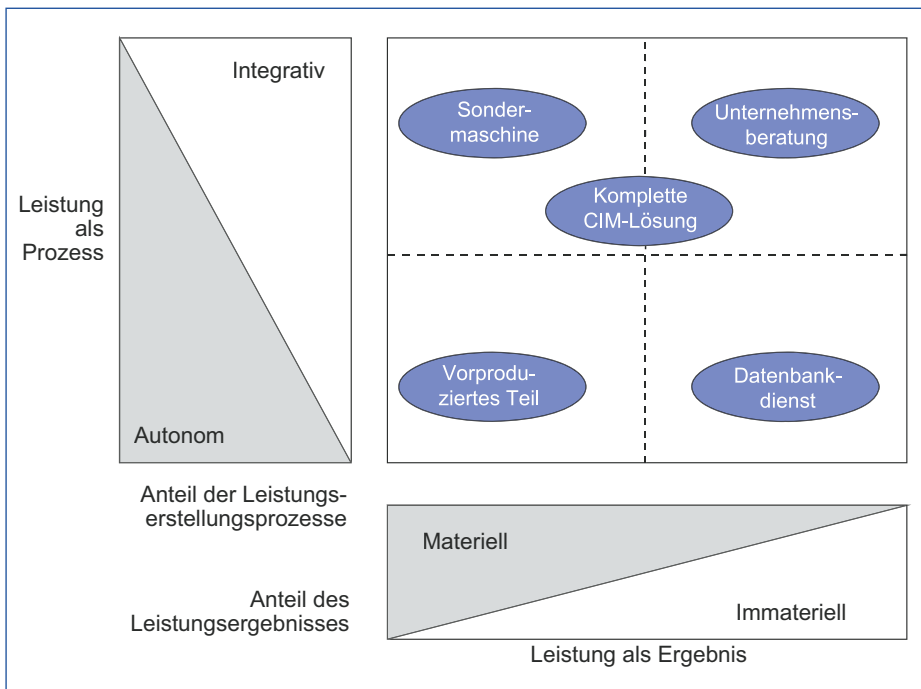 Integrativ
Sonder-
maschine
Unternehmens-
beratung
Leistung
als
Prozess
Komplette
CIM-Lösung
Vorprodu-
ziertes Teil
Datenbank-
dienst
Autonom
Anteil der Leistungs-
erstellungsprozesse
Materiell
Anteil des
Leistungsergebnisses
Immateriell
Leistung als Ergebnis